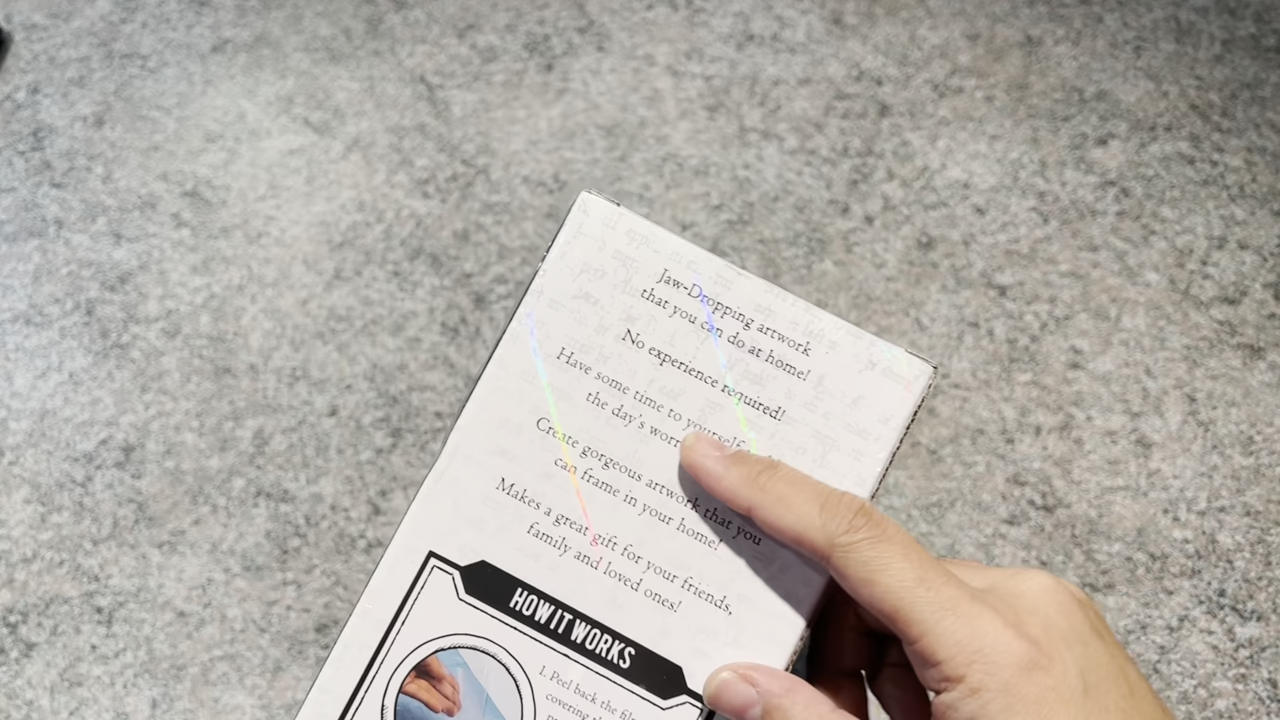 Jaw-Dropping artwork
that you can do at home!
No experience required!
Have some time to yourself
the day's
Create gorgeous artwork that you
can frame in your home!
Makes a great gift for your friends,
family and loved ones!
HOW IT WORKS
1. Peel back the
covering